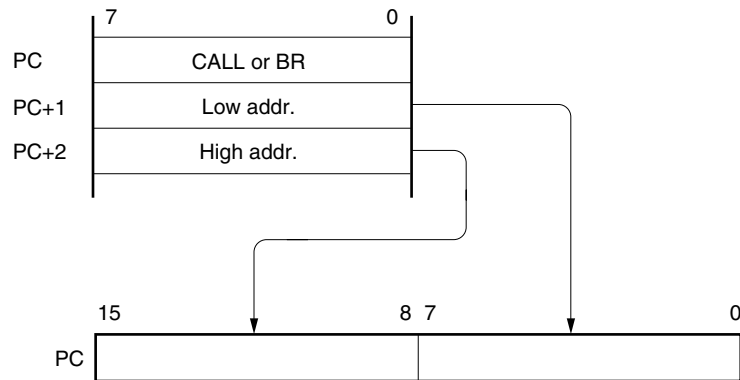 7 0
PC CALL or BR
PC+1 Low addr.
PC+2 High addr.
15 8 7 0
PC